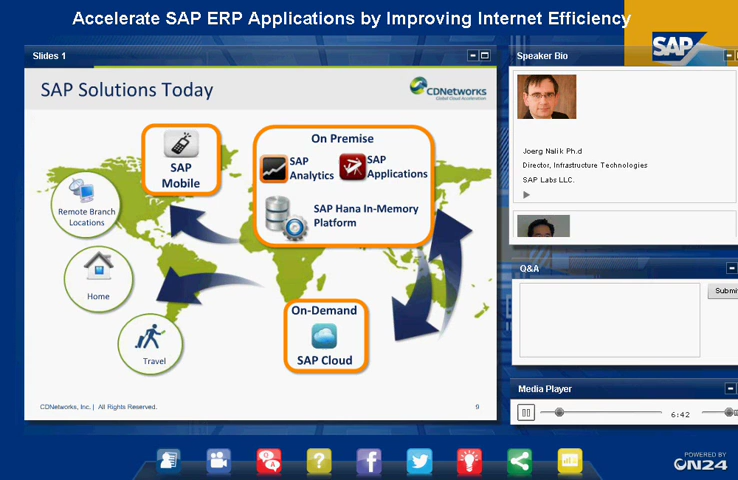 Accelerate SAP ERP Applications by Improving Internet Efficiency
SAP
Slides 1
SAP Solutions Today
CDNetworks
Global Cloud Acceleration
SAP
Mobile
On Premise
SAP
Analytics
SAP
Applications
SAP Hana In-Memory
Platform
Remote Branch
Locations
Home
Travel
On-Demand
SAP Cloud
CDNetworks, Inc. | All Rights Reserved.
9
Speaker Bio
Joerg Nalik Ph.d
Director, Infrastructure Technologies
SAP Labs LLC.
Q&A
Submi
Media Player
6:42
Q
A
?
f
POWERED BY
ON24